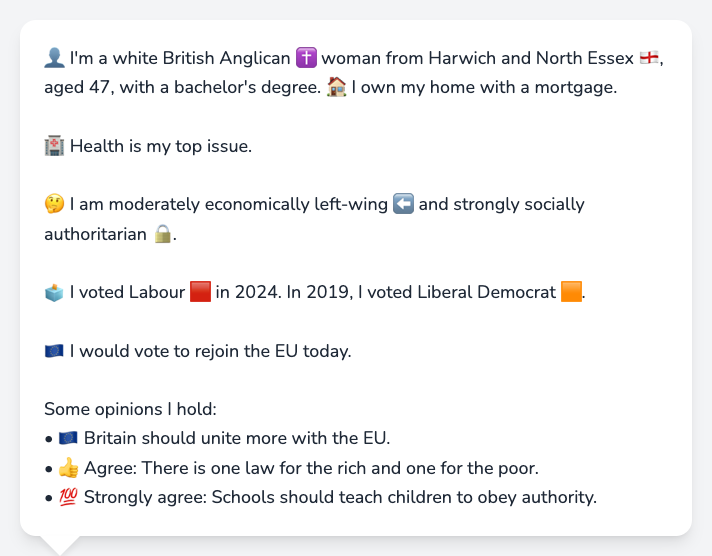 👤 I'm a white British Anglican ✝️ woman from Harwich and North Essex 🏴󠁧󠁢󠁥󠁮󠁧󠁿,
aged 47, with a bachelor's degree. 🏠 I own my home with a mortgage.
🏥 Health is my top issue.
🤔 I am moderately economically left-wing ⬅️ and strongly socially
authoritarian 🔒.
🗳️ I voted Labour 🟥 in 2024. In 2019, I voted Liberal Democrat 🟧.
🇪🇺 I would vote to rejoin the EU today.
Some opinions I hold:
• 🇪🇺 Britain should unite more with the EU.
• 👍 Agree: There is one law for the rich and one for the poor.
• 💯 Strongly agree: Schools should teach children to obey authority.